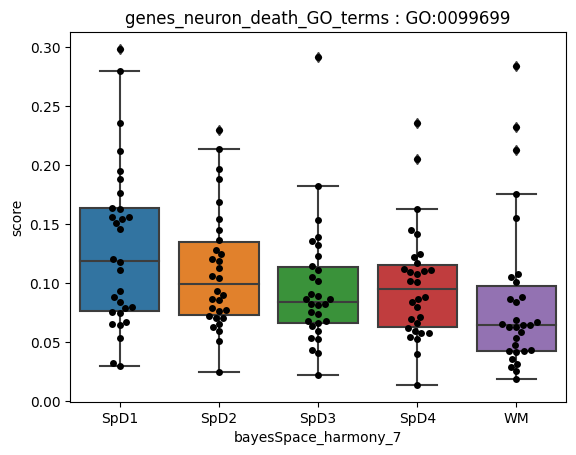 genes_neuron_death_GO_terms : GO:0099699
score
0.30
0.25
0.20
0.15
0.10
0.05
0.00
SpD1 SpD2 SpD3 SpD4 WM
bayesSpace_harmony_7